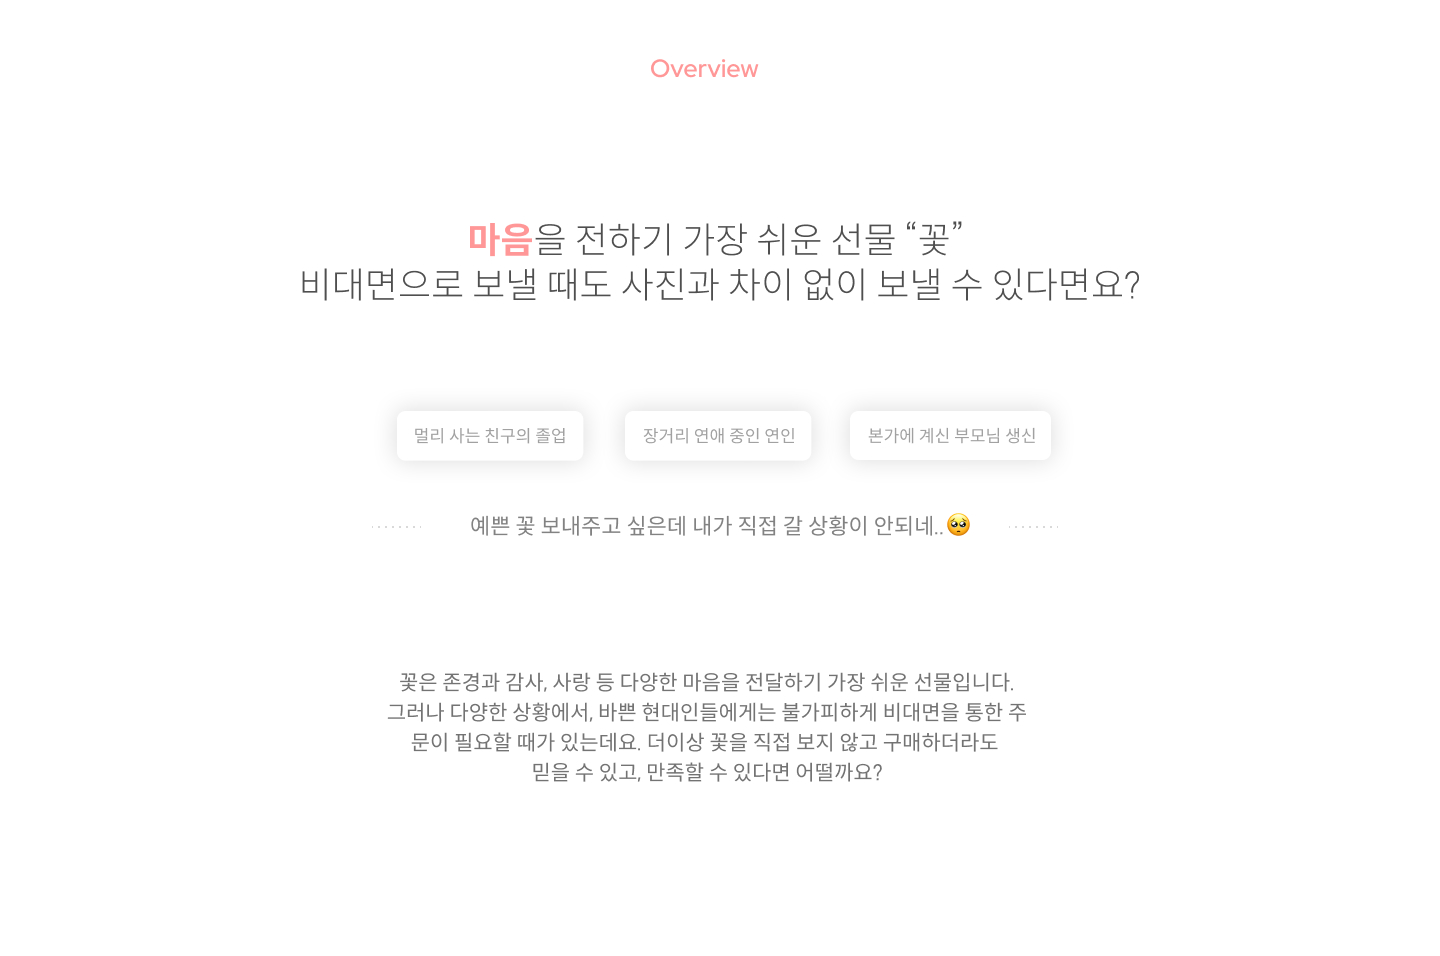 Overview
마음을 전하기 가장 쉬운 선물 “꽃”
비대면으로 보낼 때도 사진과 차이 없이 보낼 수 있다면요?
멀리 사는 친구의 졸업
장거리 연애 중인 연인
본가에 계신 부모님 생신
예쁜 꽃 보내주고 싶은데 내가 직접 갈 상황이 안되네..🥺
꽃은 존경과 감사, 사랑 등 다양한 마음을 전달하기 가장 쉬운 선물입니다.
그러나 다양한 상황에서, 바쁜 현대인들에게는 불가피하게 비대면을 통한 주
문이 필요할 때가 있는데요. 더이상 꽃을 직접 보지 않고 구매하더라도
믿을 수 있고, 만족할 수 있다면 어떨까요?